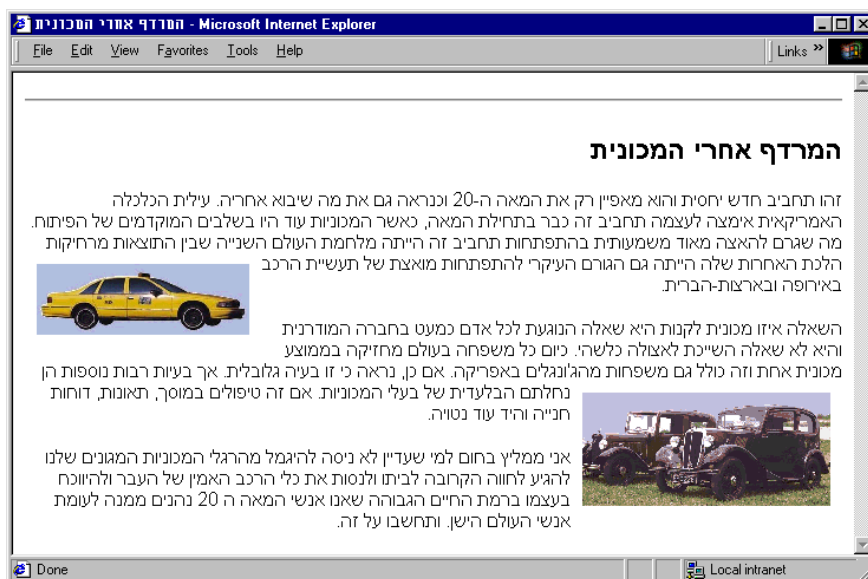 המרדף אחרי המכונית - Microsoft Internet Explorer
File Edit View Favorites Tools Help Links »
המרדף אחרי המכונית
זהו תחביב חדש יחסית והוא מאפיין רק את המאה ה-20 וכנראה גם את מה שיבוא אחריה. עילית הכלכלה
האמריקאית אימצה לעצמה תחביב זה כבר בתחילת המאה, כאשר המכוניות עוד היו בשלבים המוקדמים של הפיתוח.
מה שגרם להאצה מאוד משמעותית בהתפתחות תחביב זה הייתה מלחמת העולם השנייה שבין התוצאות מרחיקות
הלכת האחרות שלה הייתה גם הגורם העיקרי להתפתחות מואצת של תעשיית הרכב
באירופה ובארצות-הברית.
השאלה איזו מכונית לקנות היא שאלה הנוגעת לכל אדם כמעט בחברה המודרנית
והיא לא שאלה השייכת לאצולה כלשהי. כיום כל משפחה בעולם מחזיקה בממוצע
מכונית אחת וזה כולל גם משפחות מהג'ונגלים באפריקה. אם כן, נראה כי זו בעיה גלובלית. אך בעיות רבות נוספות הן
נחלתם הבלעדית של בעלי המכוניות. אם זה טיפולים במוסך, תאונות, דוחות
חנייה והיד עוד נטויה.
אני ממליץ בחום למי שעדיין לא ניסה להיגמל מהרגלי המכוניות המגונים שלנו
להגיע לחווה הקרובה לביתו ולנסות את כלי הרכב האמין של העבר ולהיווכח
בעצמו ברמת החיים הגבוהה שאנו אנשי המאה ה 20 נהנים ממנה לעומת
אנשי העולם הישן. ותחשבו על זה.
Done Local intranet